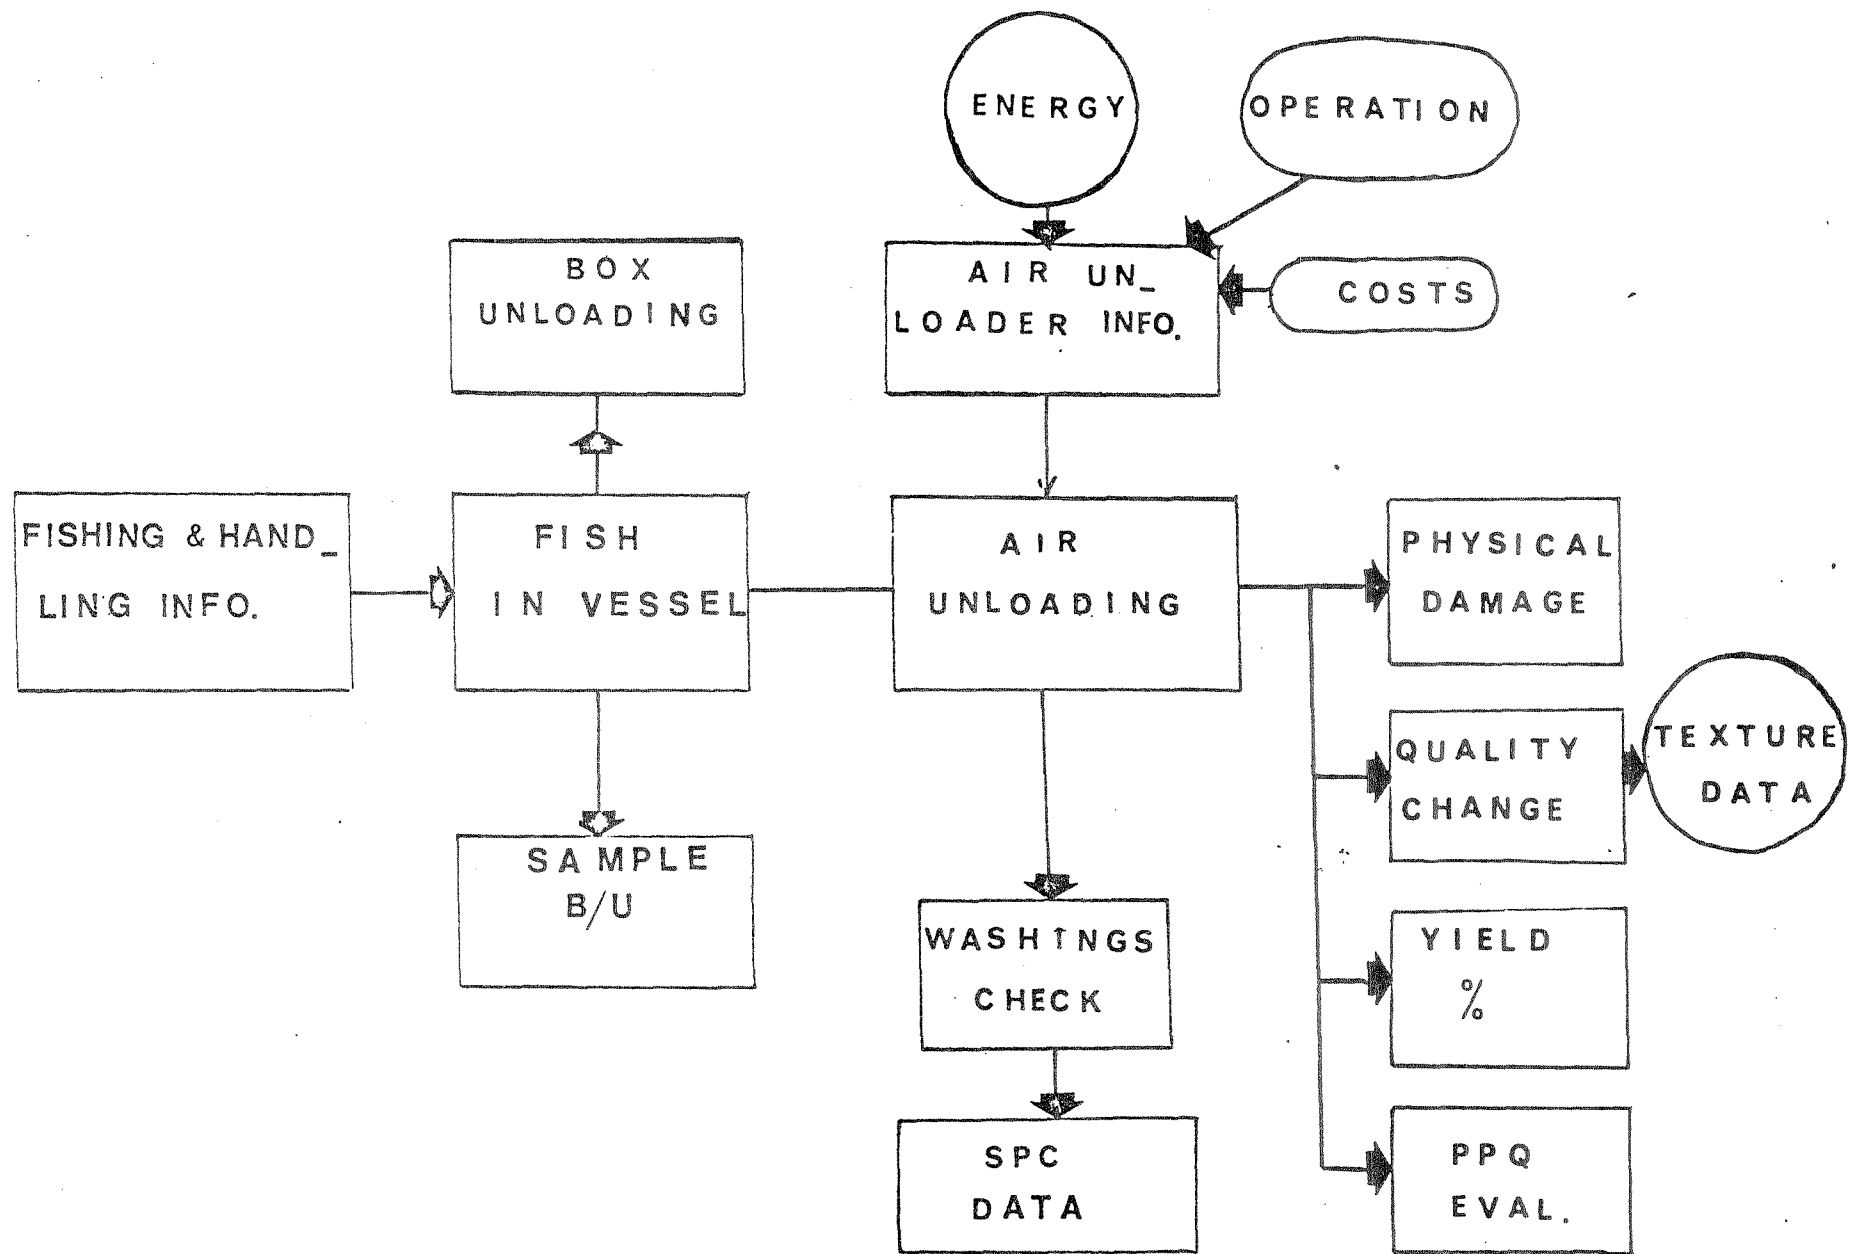 ENERGY
OPERATION
BOX
UNLOADING
AIR UN_
LOADER INFO.
COSTS
FISHING & HAND_
LING INFO.
FISH
IN VESSEL
AIR
UNLOADING
PHYSICAL
DAMAGE
QUALITY
CHANGE
TEXTURE
DATA
SAMPLE
B/U
WASHINGS
CHECK
YIELD
%
SPC
DATA
PPQ
EVAL.